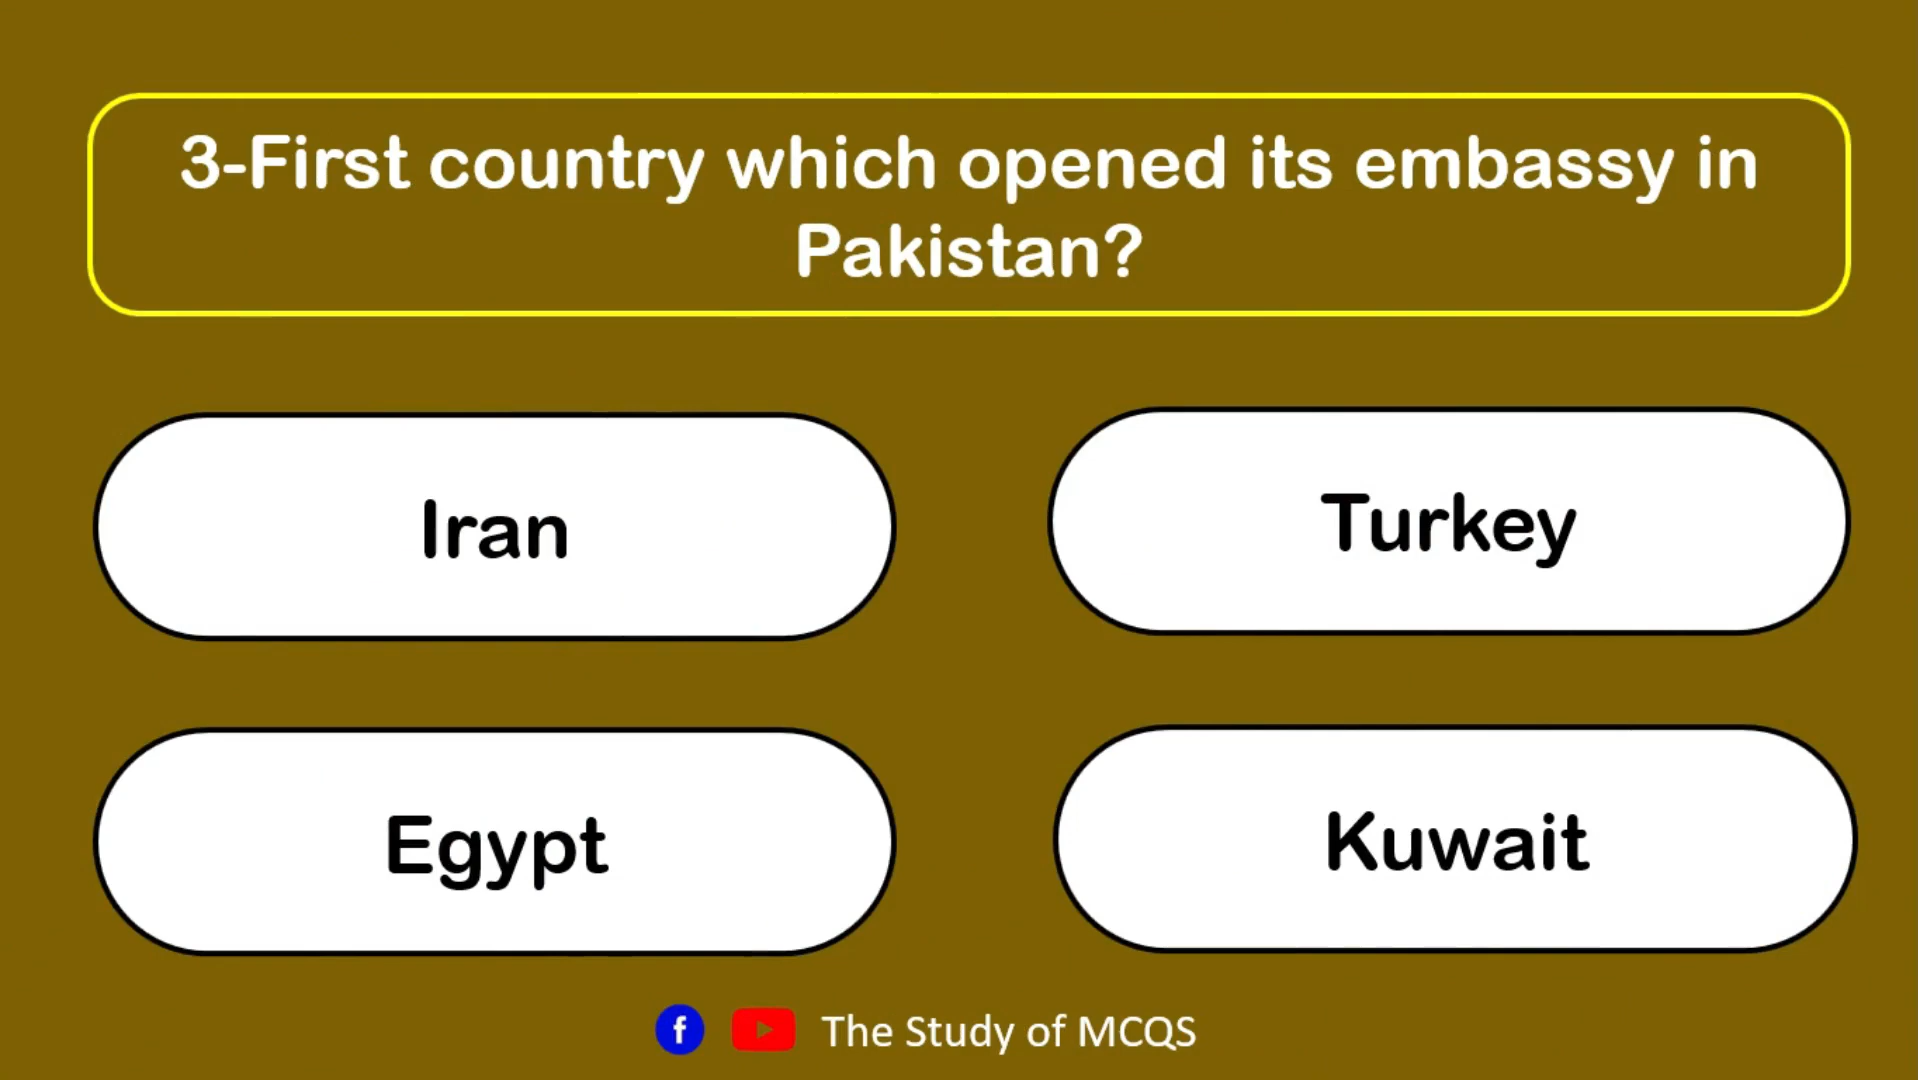 3-First country which opened its embassy in
Pakistan?
Iran
Turkey
Egypt
Kuwait
f
The Study of MCQS